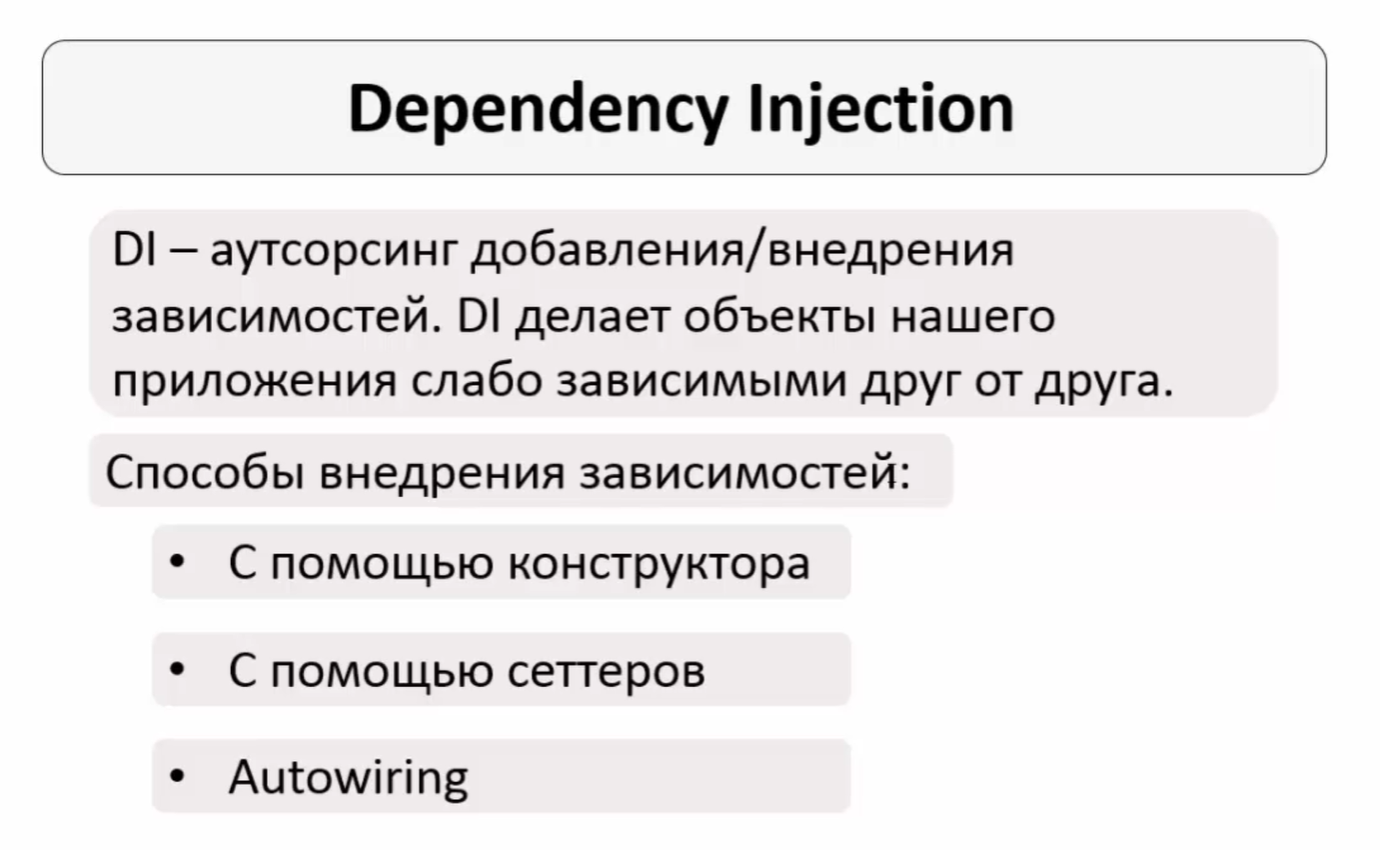 Dependency Injection
DI – аутсорсинг добавления/внедрения
зависимостей. DI делает объекты нашего
приложения слабо зависимыми друг от друга.
Способы внедрения зависимостей:
• С помощью конструктора
• С помощью сеттеров
• Autowiring